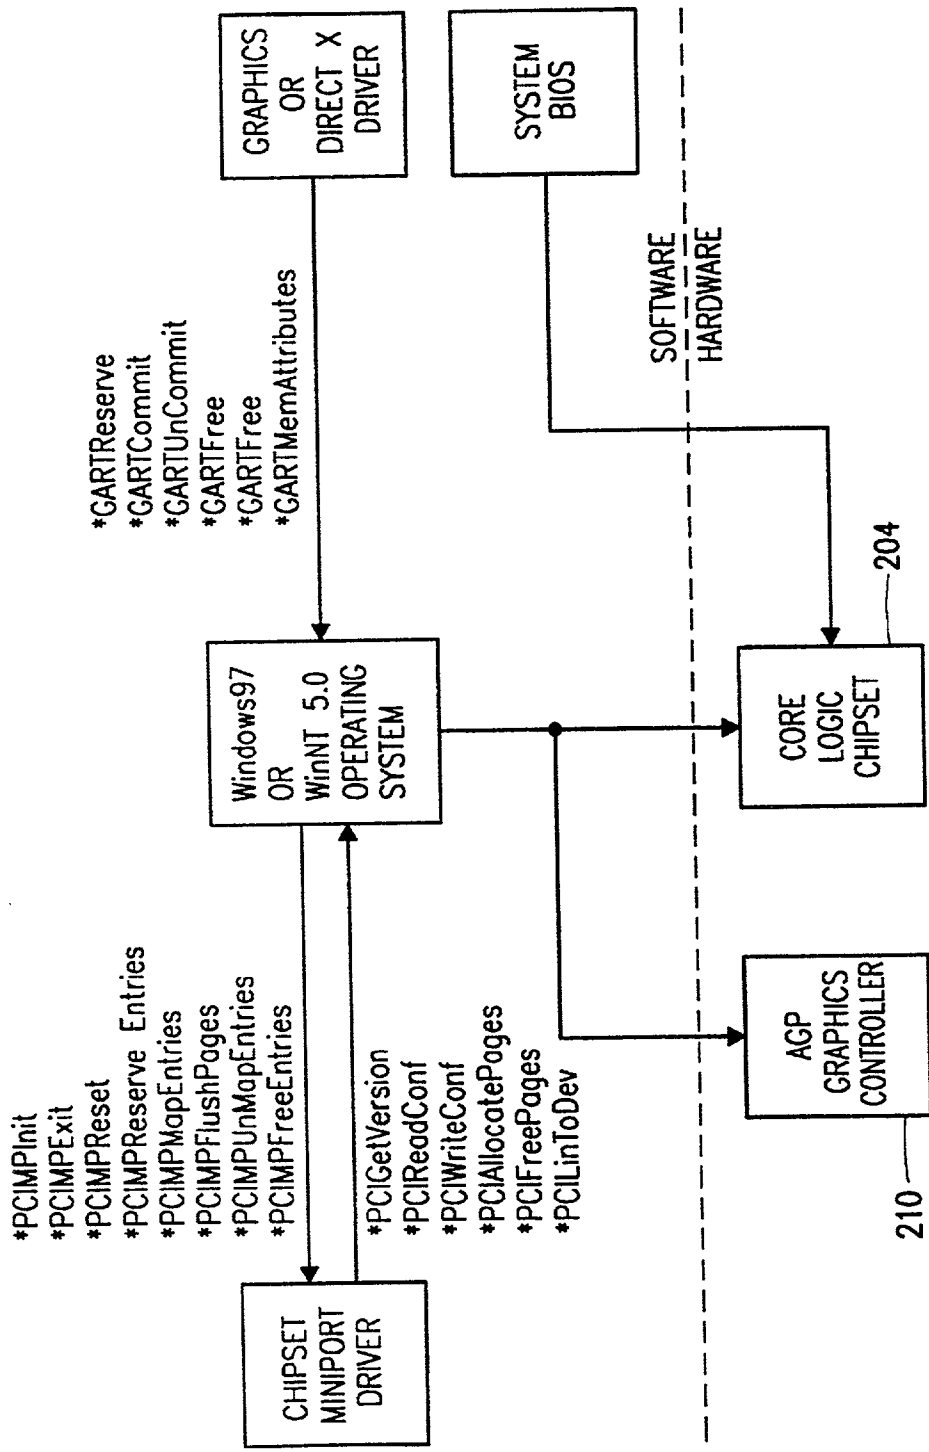 *PCIMPInit
*PCIMPExit
*PCIMPReset
*PCIMPReserve Entries
*PCIMPMapEntries
*PCIMPFlushPages
*PCIMPUnMapEntries
*PCIMPFreeEntries
*GARTReserve
*GARTCommit
*GARTUnCommit
*GARTFree
*GARTFree
*GARTMemAttributes
CHIPSET
MINIPORT
DRIVER
Windows97
OR
WinNT 5.0
OPERATING
SYSTEM
GRAPHICS
OR
DIRECT X
DRIVER
*PCIGetVersion
*PCIReadConf
*PCIWriteConf
*PCIAllocatePages
*PCIFreePages
*PCILinToDev
SYSTEM
BIOS
SOFTWARE
HARDWARE
AGP
GRAPHICS
CONTROLLER
210
CORE
LOGIC
CHIPSET
204